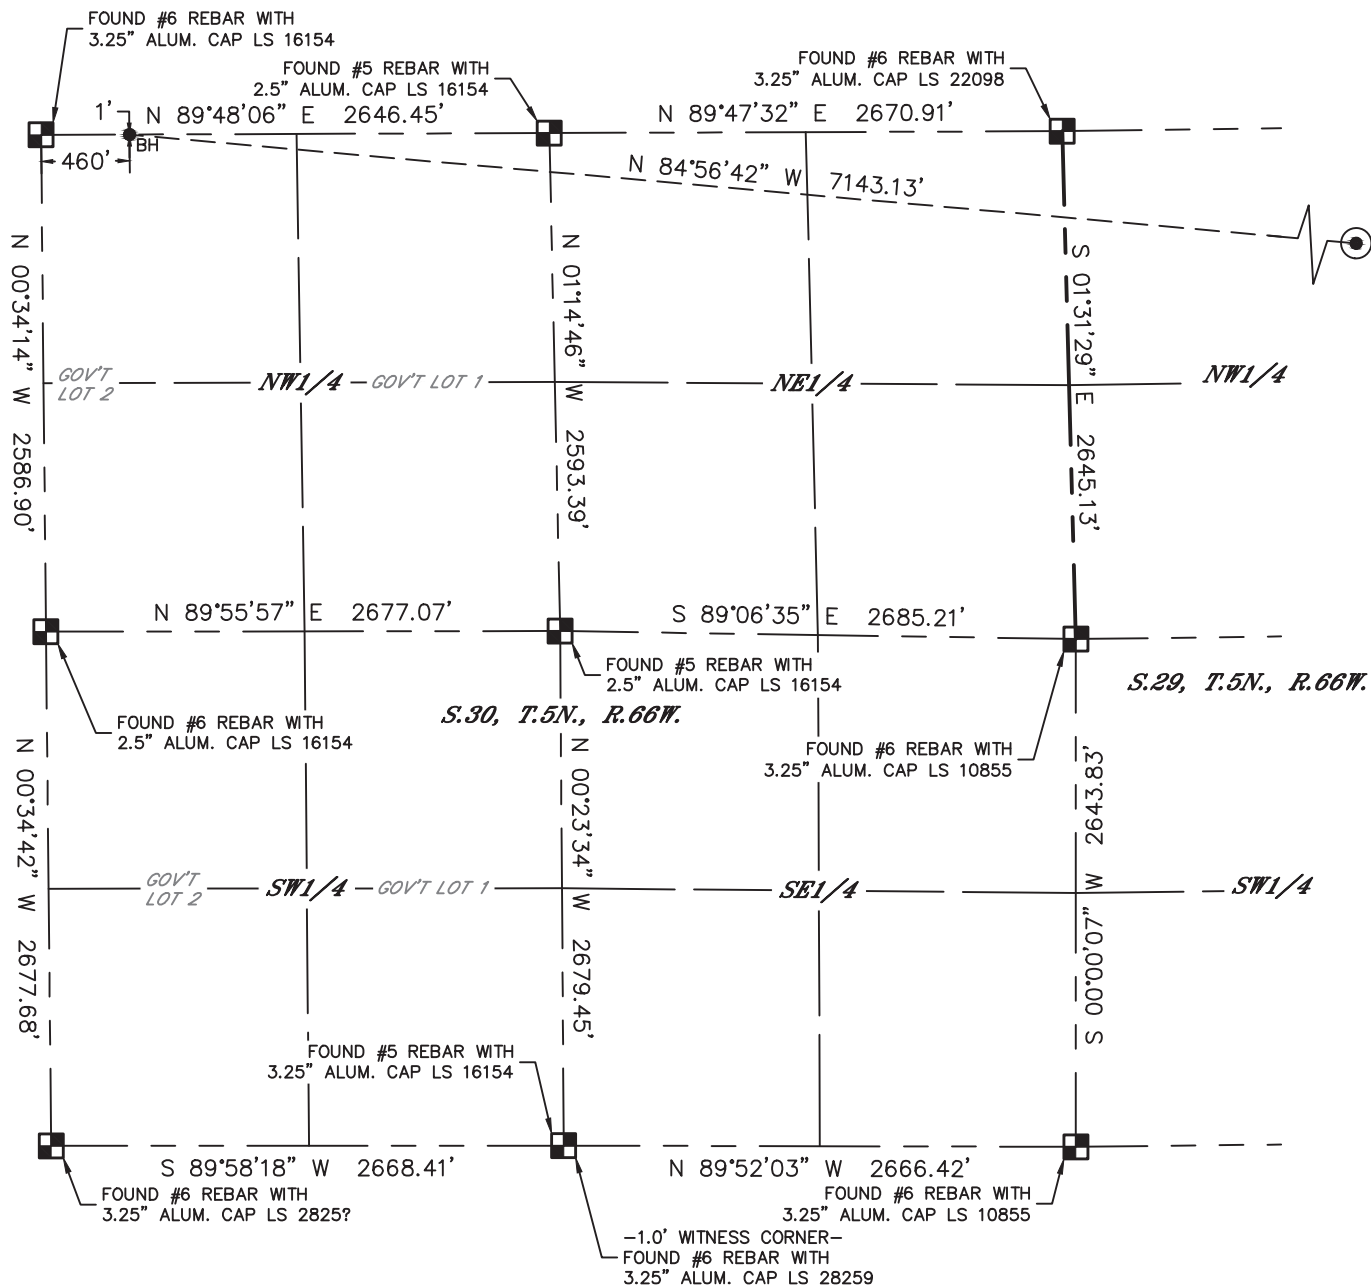 FOUND #6 REBAR WITH
3.25" ALUM. CAP LS 16154
FOUND #5 REBAR WITH
2.5" ALUM. CAP LS 16154
FOUND #6 REBAR WITH
3.25" ALUM. CAP LS 22098
1'
N 89°48'06" E 2646.45'
N 89°47'32" E 2670.91'
BH
460'
N 84°56'42" W 7143.13'
N 00°34'14" W 2586.90'
N 01°14'46" W 2593.39'
S 01°31'29" E 2645.13'
GOV'T
LOT 2
NW1/4
GOV'T LOT 1
NE1/4
NW1/4
N 89°55'57" E 2677.07'
S 89°06'35" E 2685.21'
FOUND #5 REBAR WITH
2.5" ALUM. CAP LS 16154
S.29, T.5N., R.66W.
S.30, T.5N., R.66W.
FOUND #6 REBAR WITH
2.5" ALUM. CAP LS 16154
FOUND #6 REBAR WITH
3.25" ALUM. CAP LS 10855
N 00°34'42" W 2677.68'
N 00°23'34" W 2679.45'
S 00°00'07" W 2643.83'
GOV'T
LOT 2
SW1/4
GOV'T LOT 1
SE1/4
SW1/4
FOUND #5 REBAR WITH
3.25" ALUM. CAP LS 16154
S 89°58'18" W 2668.41'
N 89°52'03" W 2666.42'
FOUND #6 REBAR WITH
3.25" ALUM. CAP LS 2825?
FOUND #6 REBAR WITH
3.25" ALUM. CAP LS 10855
-1.0' WITNESS CORNER-
FOUND #6 REBAR WITH
3.25" ALUM. CAP LS 28259